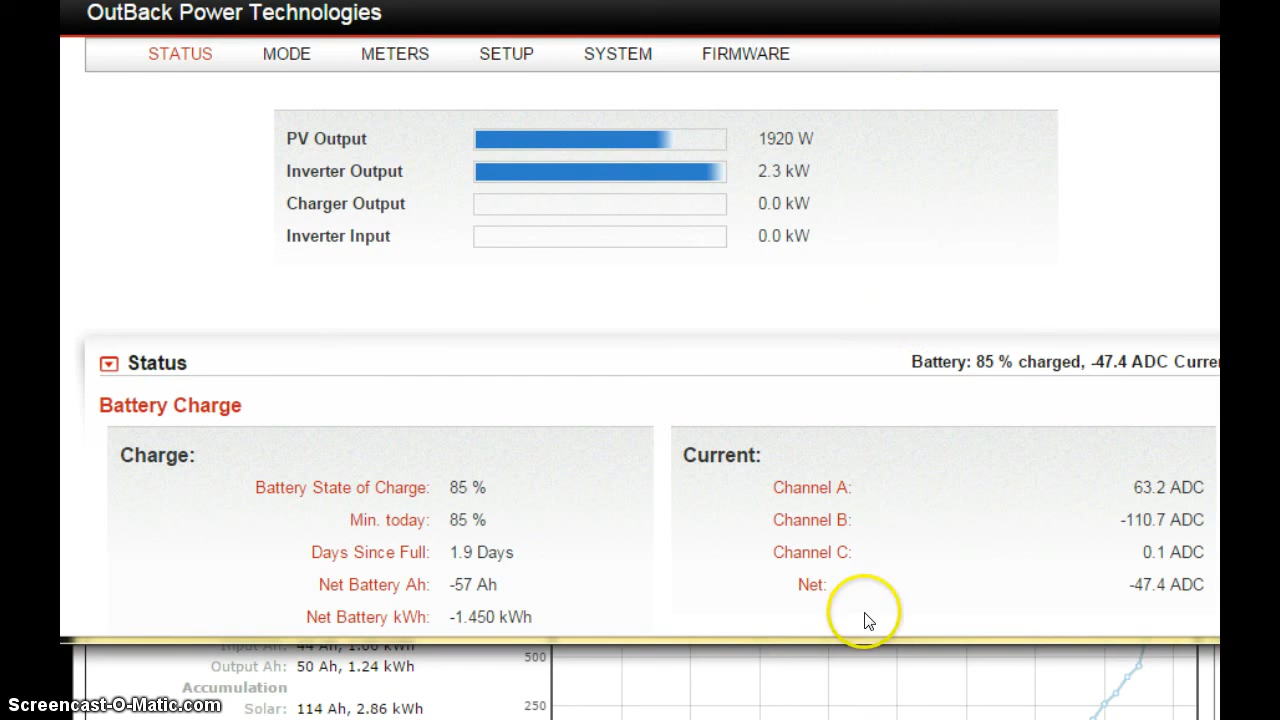 OutBack Power Technologies
STATUS MODE METERS SETUP SYSTEM FIRMWARE
PV Output 1920 W
Inverter Output 2.3 kW
Charger Output 0.0 kW
Inverter Input 0.0 kW
Status Battery: 85 % charged, -47.4 ADC Curre
Battery Charge
Charge: Current:
Battery State of Charge: 85 % Channel A: 63.2 ADC
Min. today: 85 % Channel B: -110.7 ADC
Days Since Full: 1.9 Days Channel C: 0.1 ADC
Net Battery Ah: -57 Ah Net: -47.4 ADC
Net Battery kWh: -1.450 kWh
Input Ah: 500
Output Ah: 50 Ah, 1.24 kWh
Accumulation
Solar: 114 Ah, 2.86 kWh 250
Screencast-O-Matic.com